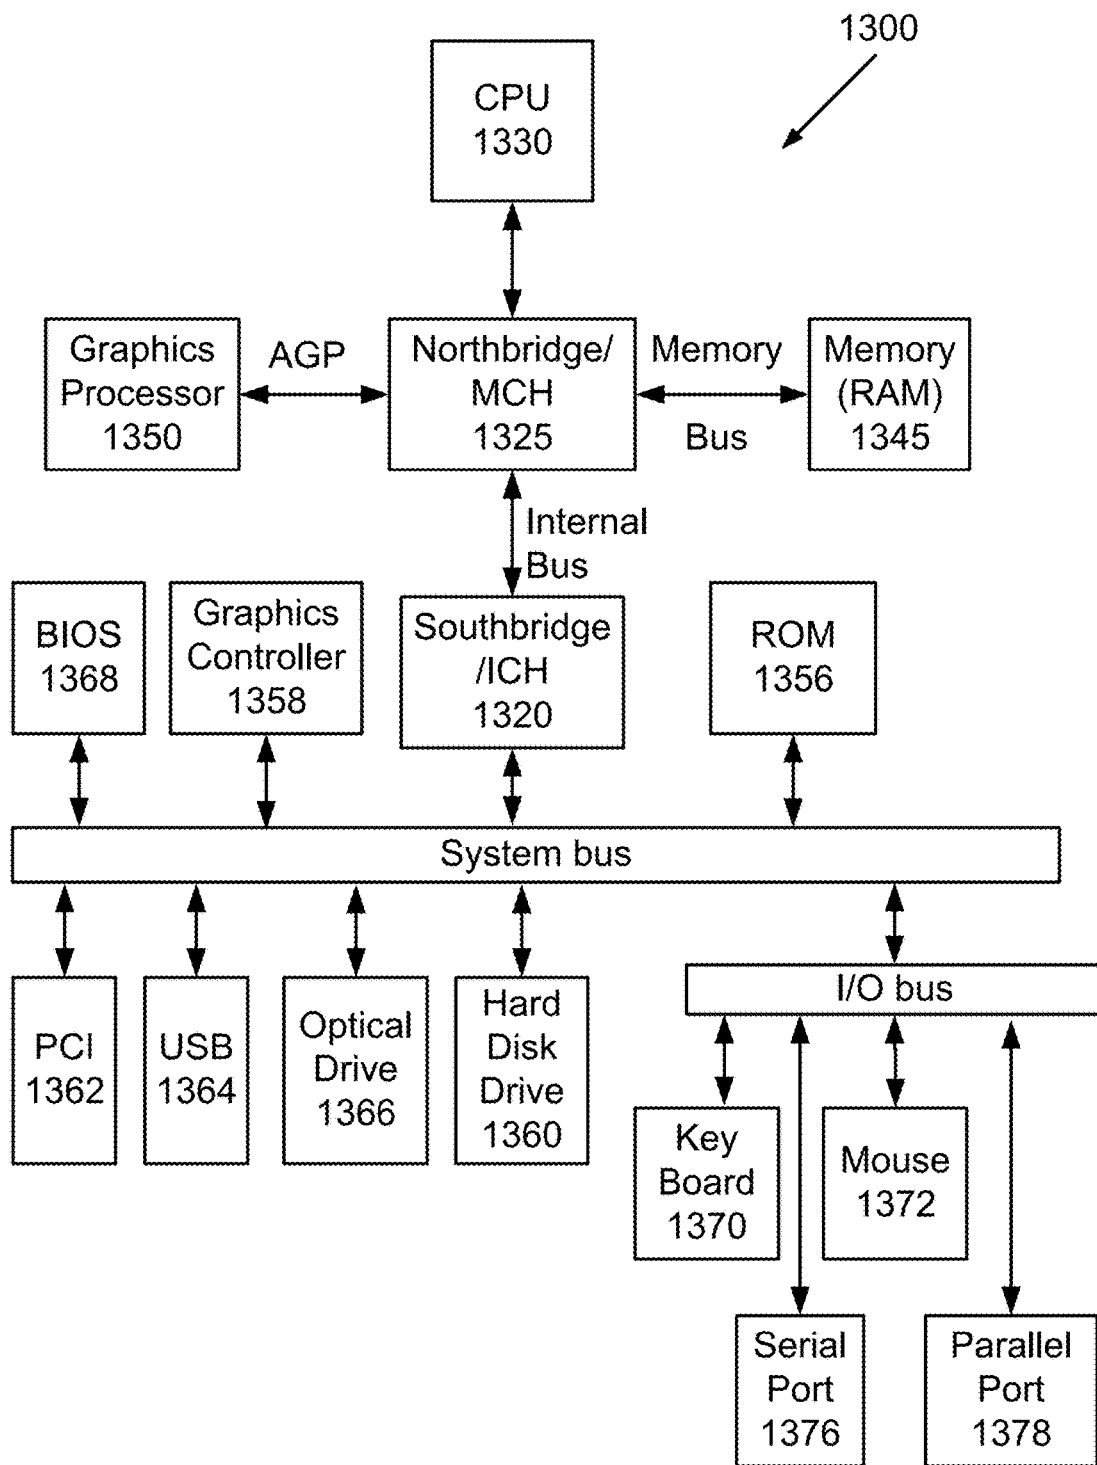 1300
CPU
1330
Graphics
Processor
1350
AGP
Northbridge/
MCH
1325
Memory
Bus
Memory
(RAM)
1345
Internal
Bus
BIOS
1368
Graphics
Controller
1358
Southbridge
/ICH
1320
ROM
1356
System bus
PCI
1362
USB
1364
Optical
Drive
1366
Hard
Disk
Drive
1360
I/O bus
Key
Board
1370
Mouse
1372
Serial
Port
1376
Parallel
Port
1378